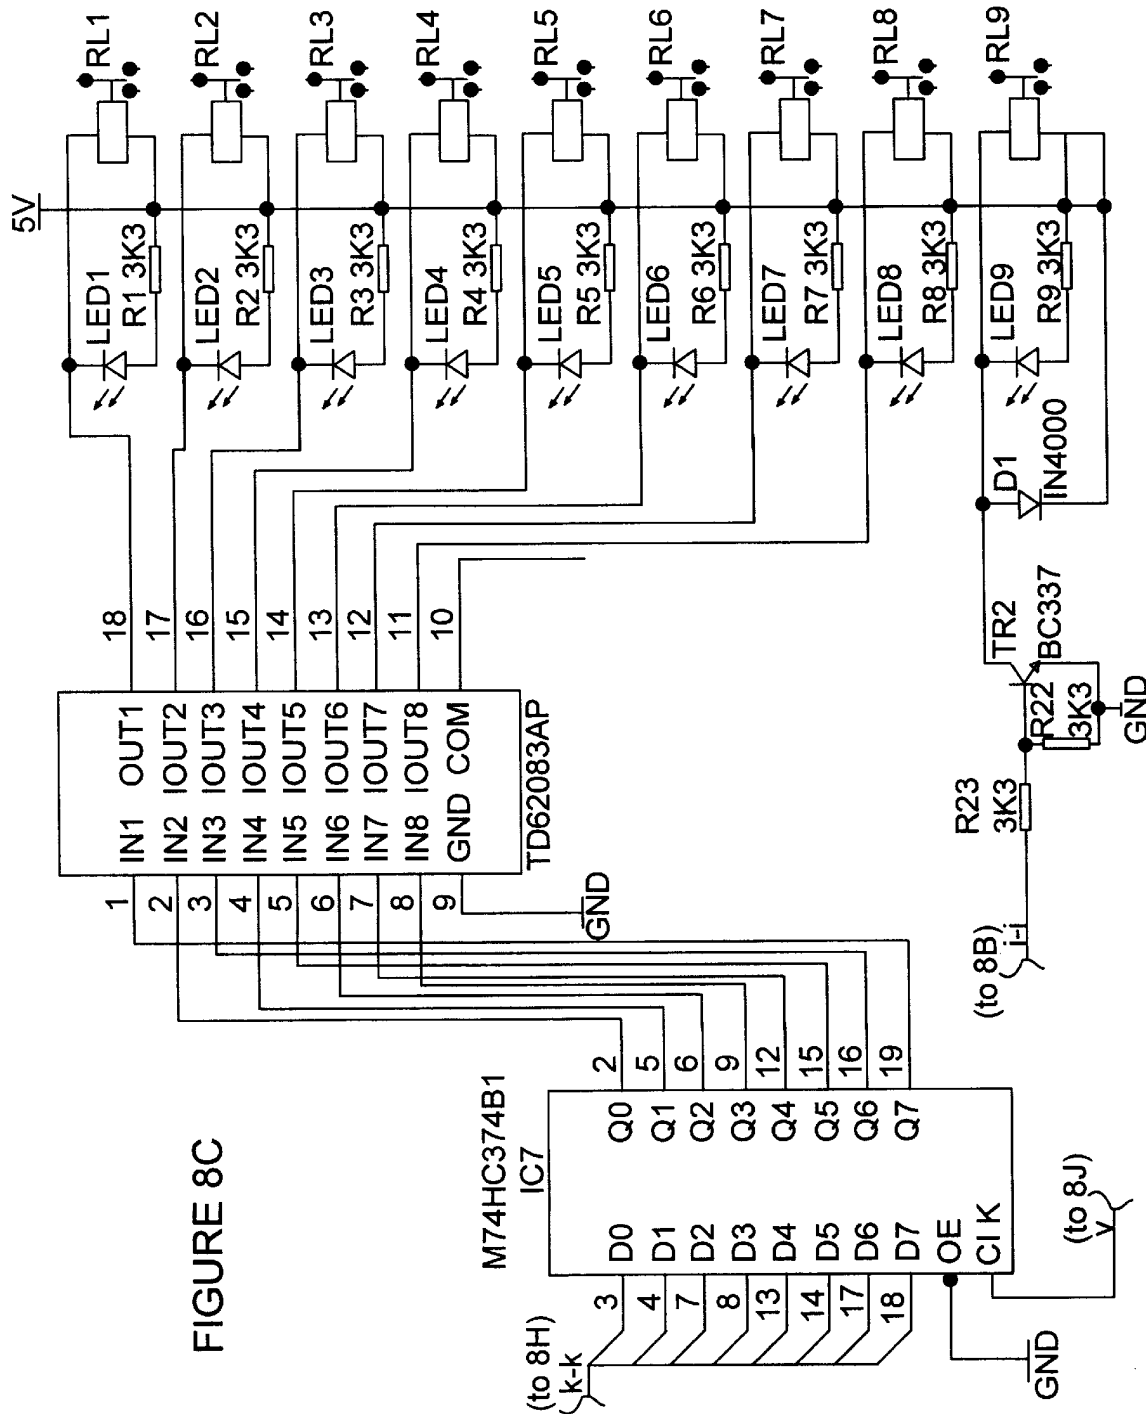 FIGURE 8C
5V
RL1
RL2
RL3
RL4
RL5
RL6
RL7
RL8
RL9
LED1
R1 3K3
LED2
R2 3K3
LED3
R3 3K3
LED4
R4 3K3
LED5
R5 3K3
LED6
R6 3K3
LED7
R7 3K3
LED8
R8 3K3
LED9
R9 3K3
D1
IN4000
TR2
BC337
R22
3K3
GND
R23
3K3
(to 8B)
i-i
18
17
16
15
14
13
12
11
10
IN1 OUT1
IN2 IOUT2
IN3 IOUT3
IN4 IOUT4
IN5 IOUT5
IN6 IOUT6
IN7 IOUT7
IN8 IOUT8
GND COM
TD62083AP
1
2
3
4
5
6
7
8
9
GND
M74HC374B1
IC7
2
5
6
9
12
15
16
19
D0 Q0
D1 Q1
D2 Q2
D3 Q3
D4 Q4
D5 Q5
D6 Q6
D7 Q7
OE
Cl K
3
4
7
8
13
14
17
18
(to 8H)
k-k
GND
(to 8J)
v